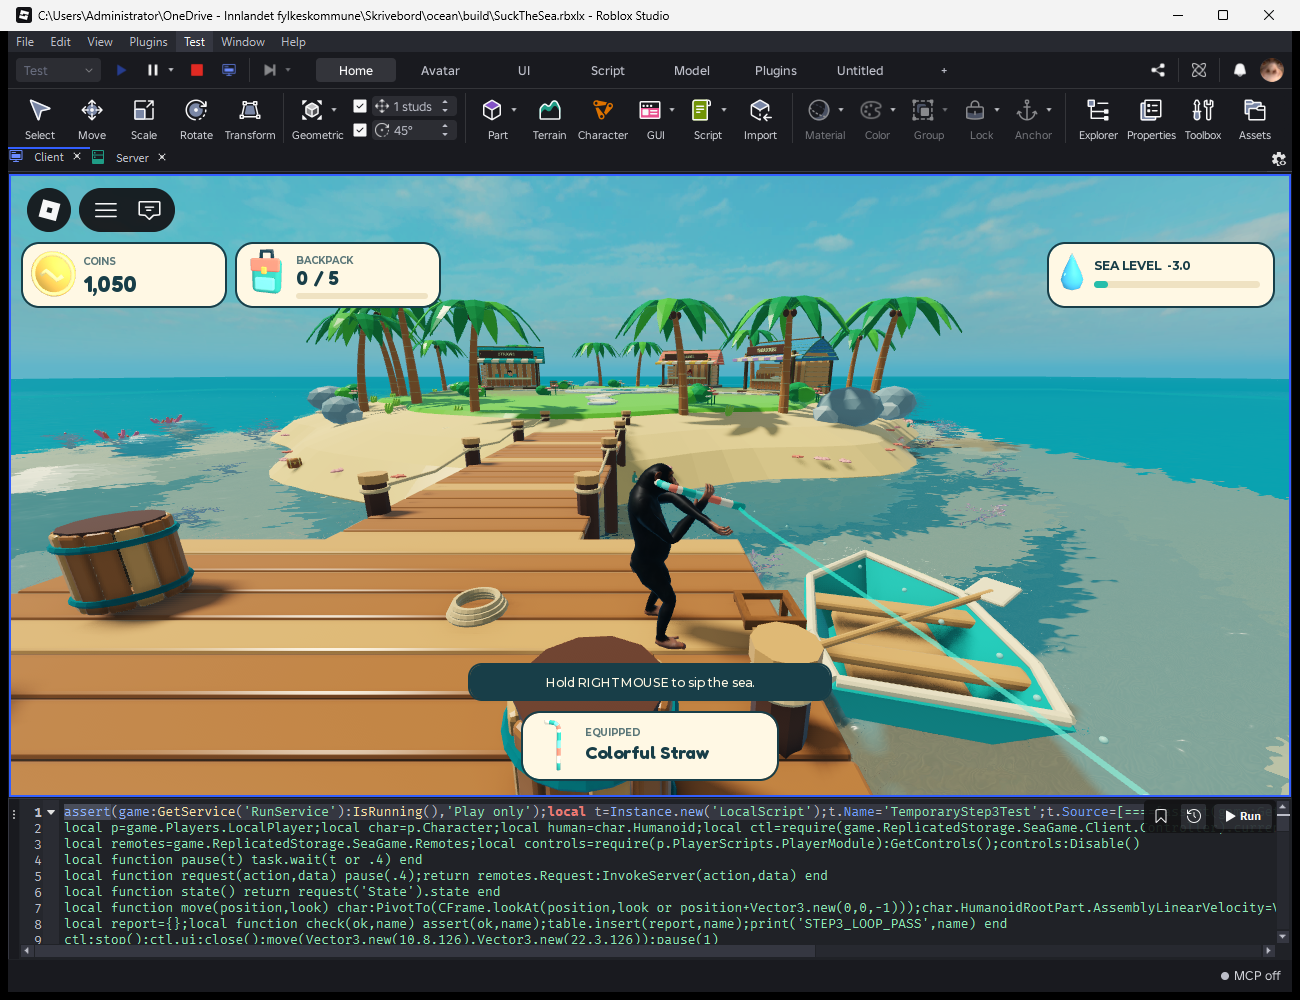 C:\Users\Administrator\OneDrive - Innlandet fylkeskommune\Skrivebord\ocean\build\SuckTheSea.rbxlx - Roblox Studio
File Edit View Plugins Test Window Help
Test Home Avatar UI Script Model Plugins Untitled +
1 studs
45°
Select Move Scale Rotate Transform Geometric Part Terrain Character GUI Script Import Material Color Group Lock Anchor Explorer Properties Toolbox Assets
Client Server
COINS
1,050
BACKPACK
0 / 5
SEA LEVEL -3.0
STRAWS
Hold RIGHTMOUSE to sip the sea.
EQUIPPED
Colorful Straw
1 assert(game:GetService('RunService'):IsRunning(),'Play only');local t=Instance.new('LocalScript');t.Name='TemporaryStep3Test';t.Source=[===
Run
2 local p=game.Players.LocalPlayer;local char=p.Character;local human=char.Humanoid;local ctl=require(game.ReplicatedStorage.SeaGame.Client.C
3 local remotes=game.ReplicatedStorage.SeaGame.Remotes;local controls=require(p.PlayerScripts.PlayerModule):GetControls();controls:Disable()
4 local function pause(t) task.wait(t or .4) end
5 local function request(action,data) pause(.4);return remotes.Request:InvokeServer(action,data) end
6 local function state() return request('State').state end
7 local function move(position,look) char:PivotTo(CFrame.lookAt(position,look or position+Vector3.new(0,0,-1)));char.HumanoidRootPart.AssemblyLinearVelocity=V
8 local report={};local function check(ok,name) assert(ok,name);table.insert(report,name);print('STEP3_LOOP_PASS',name) end
9 ctl:stop();ctl.ui:close();move(Vector3.new(10,8,126),Vector3.new(22,3,126));pause(1)
MCP off